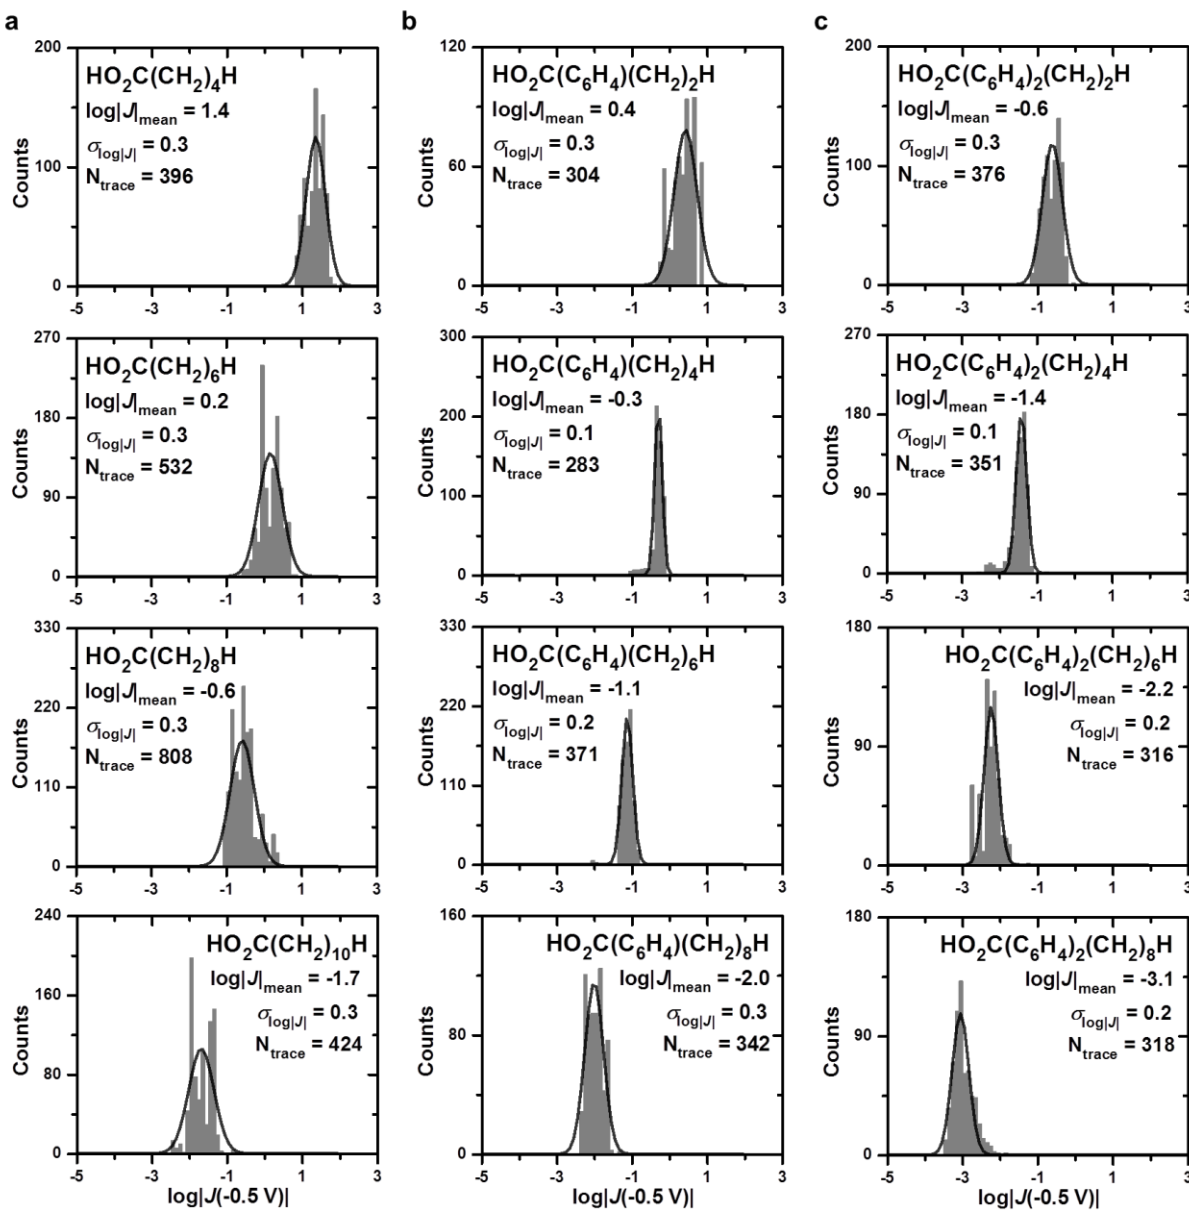 a
200
100
0
Counts
HO2C(CH2)4H
log|J|mean = 1.4
σlog|J| = 0.3
Ntrace = 396
-5 -3 -1 1 3
270
180
90
0
Counts
HO2C(CH2)6H
log|J|mean = 0.2
σlog|J| = 0.3
Ntrace = 532
-5 -3 -1 1 3
330
220
110
0
Counts
HO2C(CH2)8H
log|J|mean = -0.6
σlog|J| = 0.3
Ntrace = 808
-5 -3 -1 1 3
240
160
80
0
Counts
HO2C(CH2)10H
log|J|mean = -1.7
σlog|J| = 0.3
Ntrace = 424
-5 -3 -1 1 3
log|J(-0.5 V)|
b
120
60
0
Counts
HO2C(C6H4)(CH2)2H
log|J|mean = 0.4
σlog|J| = 0.3
Ntrace = 304
-5 -3 -1 1 3
300
200
100
0
Counts
HO2C(C6H4)(CH2)4H
log|J|mean = -0.3
σlog|J| = 0.1
Ntrace = 283
-5 -3 -1 1 3
330
220
110
0
Counts
HO2C(C6H4)(CH2)6H
log|J|mean = -1.1
σlog|J| = 0.2
Ntrace = 371
-5 -3 -1 1 3
160
80
0
Counts
HO2C(C6H4)(CH2)8H
log|J|mean = -2.0
σlog|J| = 0.3
Ntrace = 342
-5 -3 -1 1 3
log|J(-0.5 V)|
c
200
100
0
Counts
HO2C(C6H4)2(CH2)2H
log|J|mean = -0.6
σlog|J| = 0.3
Ntrace = 376
-5 -3 -1 1 3
270
180
90
0
Counts
HO2C(C6H4)2(CH2)4H
log|J|mean = -1.4
σlog|J| = 0.1
Ntrace = 351
-5 -3 -1 1 3
180
90
0
Counts
HO2C(C6H4)2(CH2)6H
log|J|mean = -2.2
σlog|J| = 0.2
Ntrace = 316
-5 -3 -1 1 3
180
90
0
Counts
HO2C(C6H4)2(CH2)8H
log|J|mean = -3.1
σlog|J| = 0.2
Ntrace = 318
-5 -3 -1 1 3
log|J(-0.5 V)|